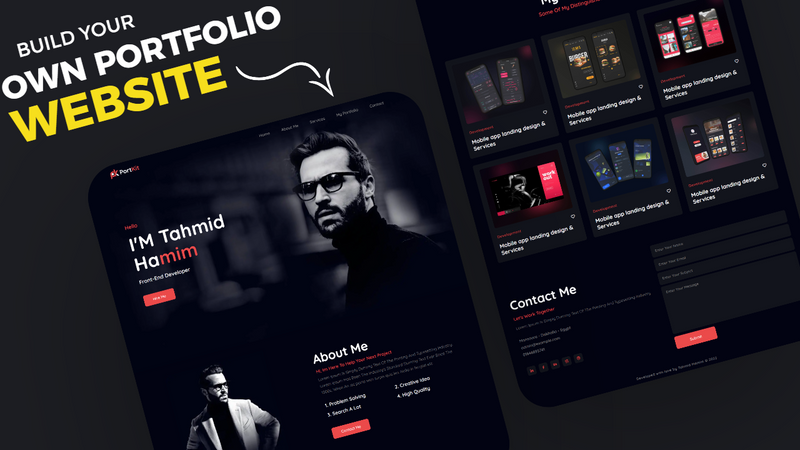 BUILD YOUR
OWN PORTFOLIO
WEBSITE
PortKit
Home
About Me
Services
My Portfolio
Contact
Hello
I'M Tahmid
Hamim
Front-End Developer
Hire Me
About Me
Hi, I'm To Help Your Next Project
1. Problem Solving
2. Creative Idea
3. Search A Lot
4. High Quality
Contact Me
My
Some Of My Distinguished
Development
Mobile app landing design &
Services
Development
Mobile app landing design &
Services
Development
Mobile app landing design &
Services
Development
Mobile app landing design &
Services
Development
Mobile app landing design &
Services
Development
Mobile app landing design &
Services
BURGER
work
out
Contact Me
Let's Work Together
Enter Your Name
Enter Your Email
Enter Your Subject
Enter Your Message
Submit